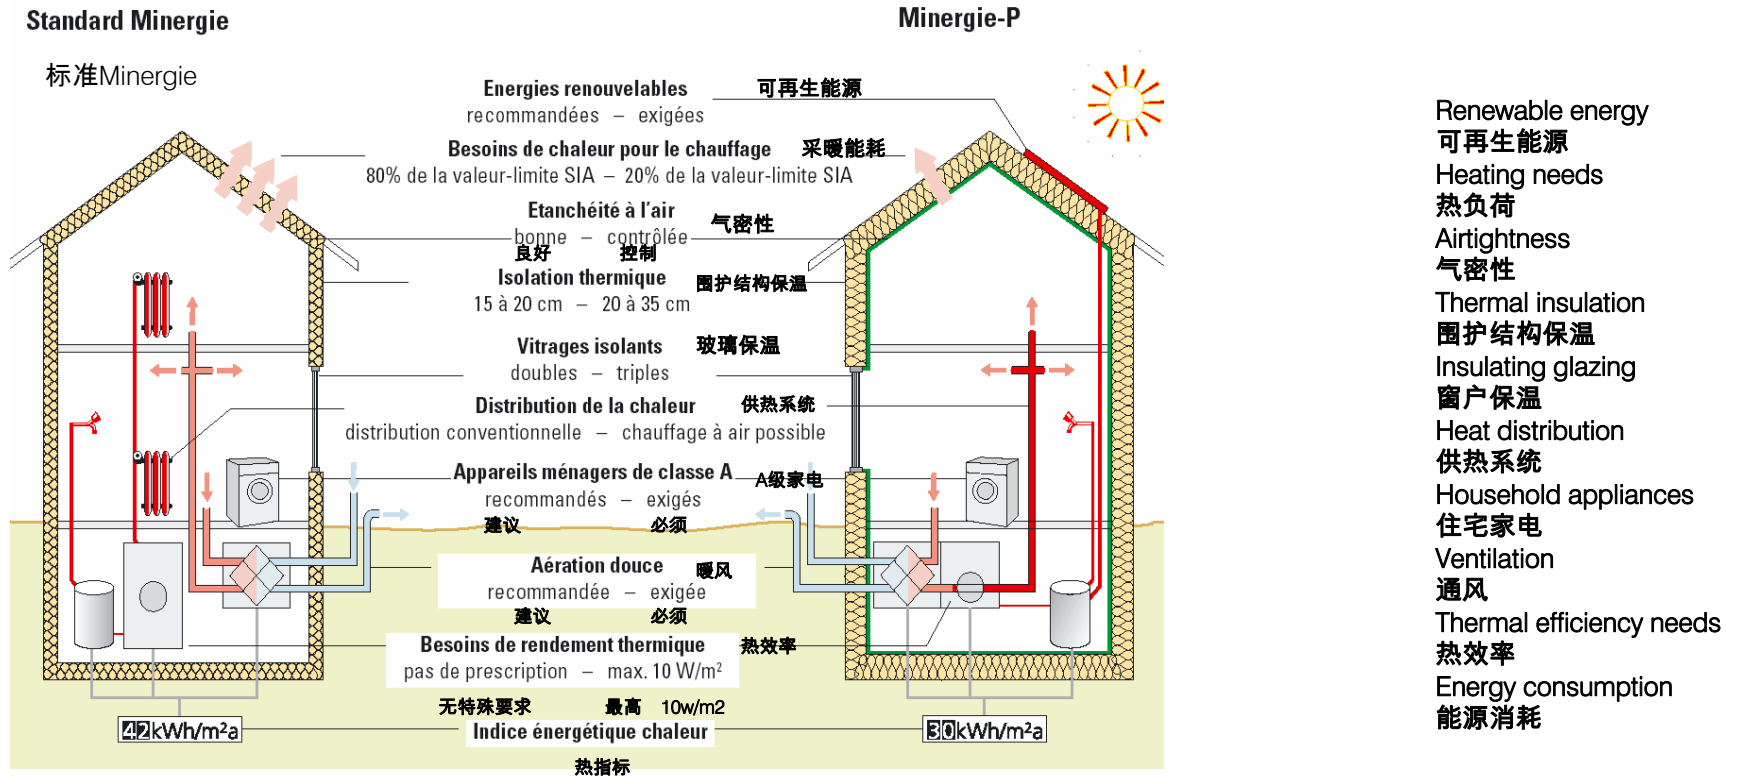 Standard Minergie
Minergie-P
标准Minergie
Energies renouvelables 可再生能源
recommandées – exigées
Besoins de chaleur pour le chauffage 采暖能耗
80% de la valeur-limite SIA – 20% de la valeur-limite SIA
Etanchéité à l'air 气密性
bonne – contrôlée
良好 控制
Isolation thermique 围护结构保温
15 à 20 cm – 20 à 35 cm
Vitrages isolants 玻璃保温
doubles – triples
Distribution de la chaleur 供热系统
distribution conventionnelle – chauffage à air possible
Appareils ménagers de classe A A级家电
recommandés – exigés
建议 必须
Aération douce 暖风
recommandée – exigée
建议 必须
Besoins de rendement thermique 热效率
pas de prescription – max. 10 W/m²
无特殊要求 最高 10w/m2
42kWh/m²a Indice énergétique chaleur 30kWh/m²a
热指标
Renewable energy
可再生能源
Heating needs
热负荷
Airtightness
气密性
Thermal insulation
围护结构保温
Insulating glazing
窗户保温
Heat distribution
供热系统
Household appliances
住宅家电
Ventilation
通风
Thermal efficiency needs
热效率
Energy consumption
能源消耗